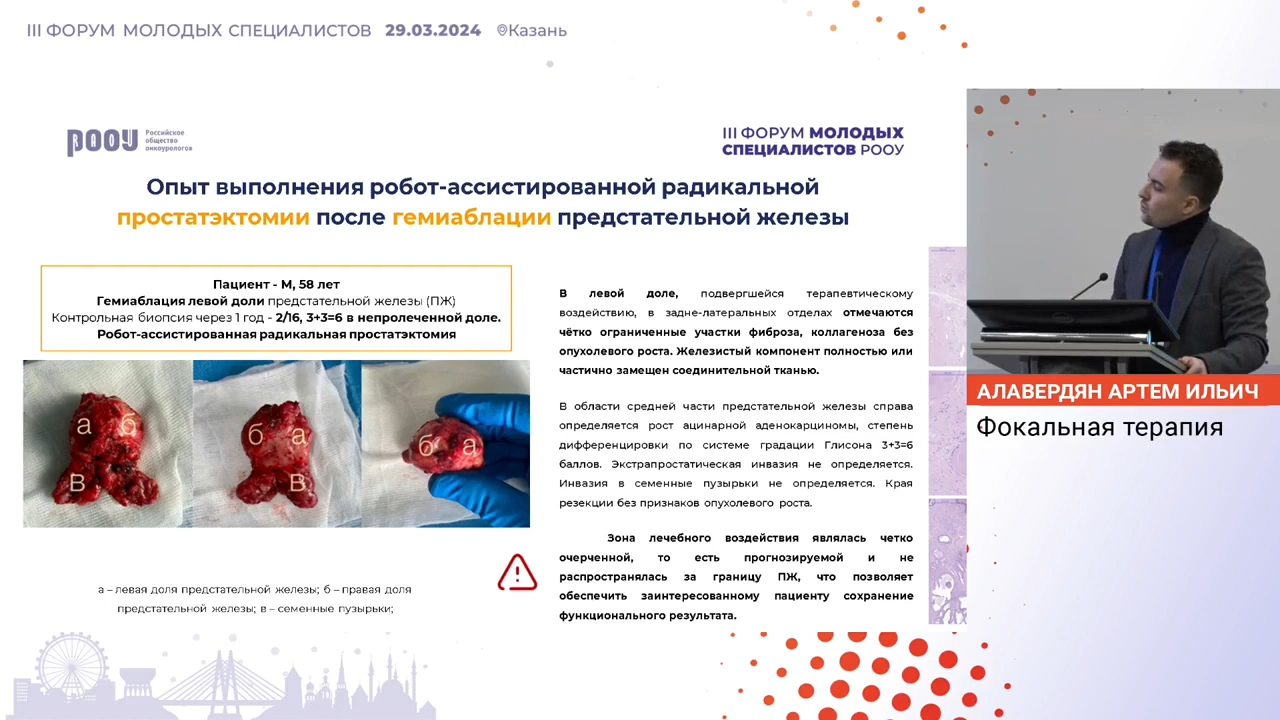 III ФОРУМ МОЛОДЫХ СПЕЦИАЛИСТОВ 29.03.2024 Казань
РООУ
Российское
общество
онкоурологов
III ФОРУМ МОЛОДЫХ
СПЕЦИАЛИСТОВ РООУ
Опыт выполнения робот-ассистированной радикальной
простатэктомии после гемиаблации предстательной железы
Пациент - М, 58 лет
Гемиаблация левой доли предстательной железы (ПЖ)
Контрольная биопсия через 1 год - 2/16, 3+3=6 в непролеченной доле.
Робот-ассистированная радикальная простатэктомия
а б
в
б а
в
б а
а – левая доля предстательной железы; б – правая доля
предстательной железы; в – семенные пузырьки;
В левой доле, подвергшейся терапевтическому
воздействию, в задне-латеральных отделах отмечаются
чётко ограниченные участки фиброза, коллагеноза без
опухолевого роста. Железистый компонент полностью или
частично замещен соединительной тканью.
В области средней части предстательной железы справа
определяется рост ацинарной аденокарциномы, степень
дифференцировки по системе градации Глисона 3+3=6
баллов. Экстрапростатическая инвазия не определяется.
Инвазия в семенные пузырьки не определяется. Края
резекции без признаков опухолевого роста.
Зона лечебного воздействия являлась четко
очерченной, то есть прогнозируемой и не
распространялась за границу ПЖ, что позволяет
обеспечить заинтересованному пациенту сохранение
функционального результата.
АЛАВЕРДЯН АРТЕМ ИЛЬИЧ
Фокальная терапия